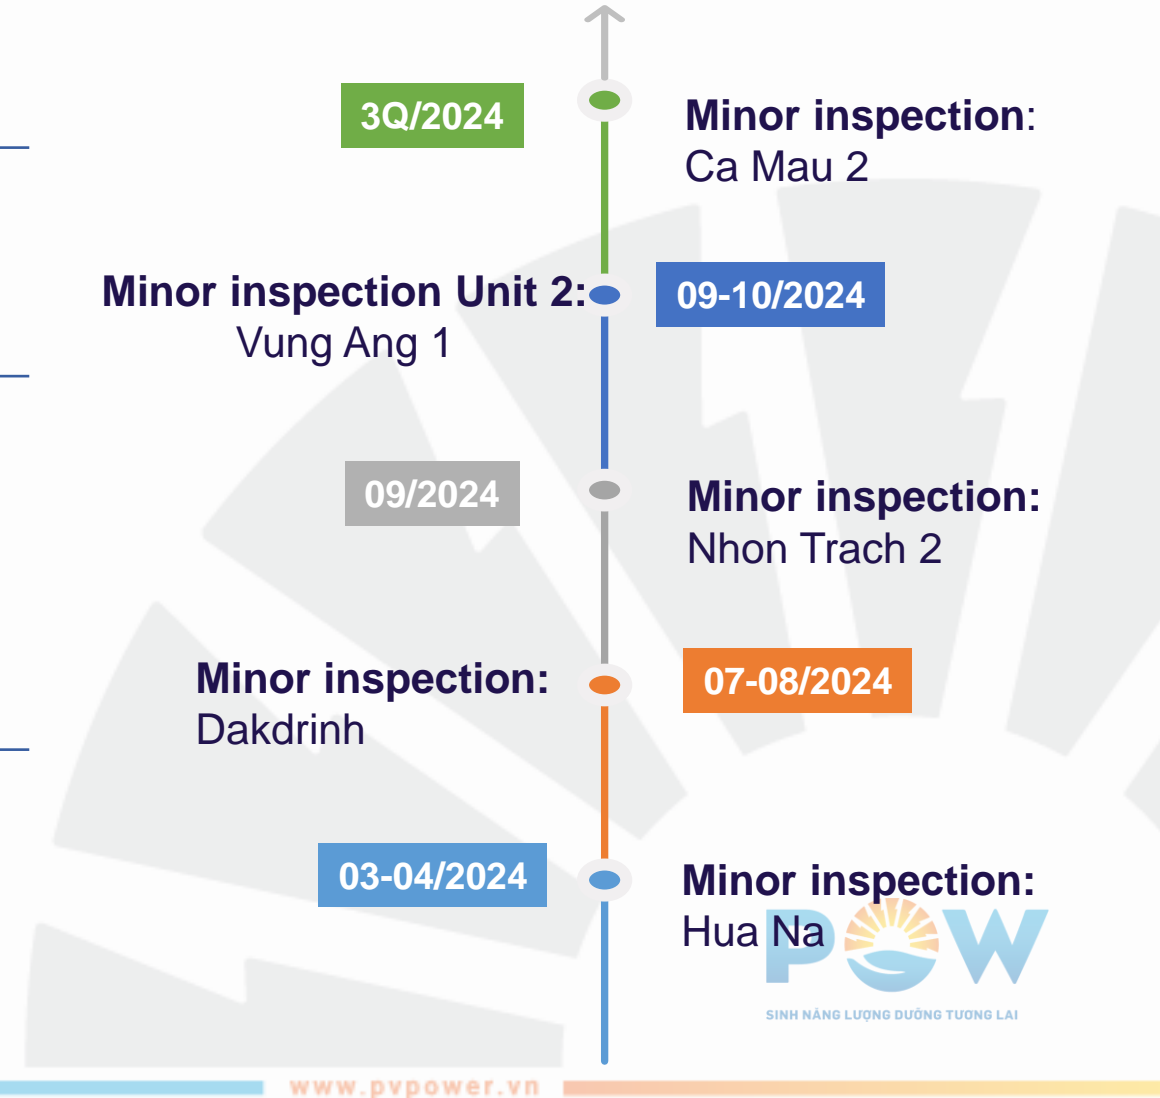 3Q/2024
Minor inspection:
Ca Mau 2
Minor inspection Unit 2:
Vung Ang 1
09-10/2024
09/2024
Minor inspection:
Nhon Trach 2
Minor inspection:
Dakdrinh
07-08/2024
03-04/2024
Minor inspection:
Hua Na
POW
SINH NĂNG LƯỢNG DƯỠNG TƯƠNG LAI
www.pvpower.vn